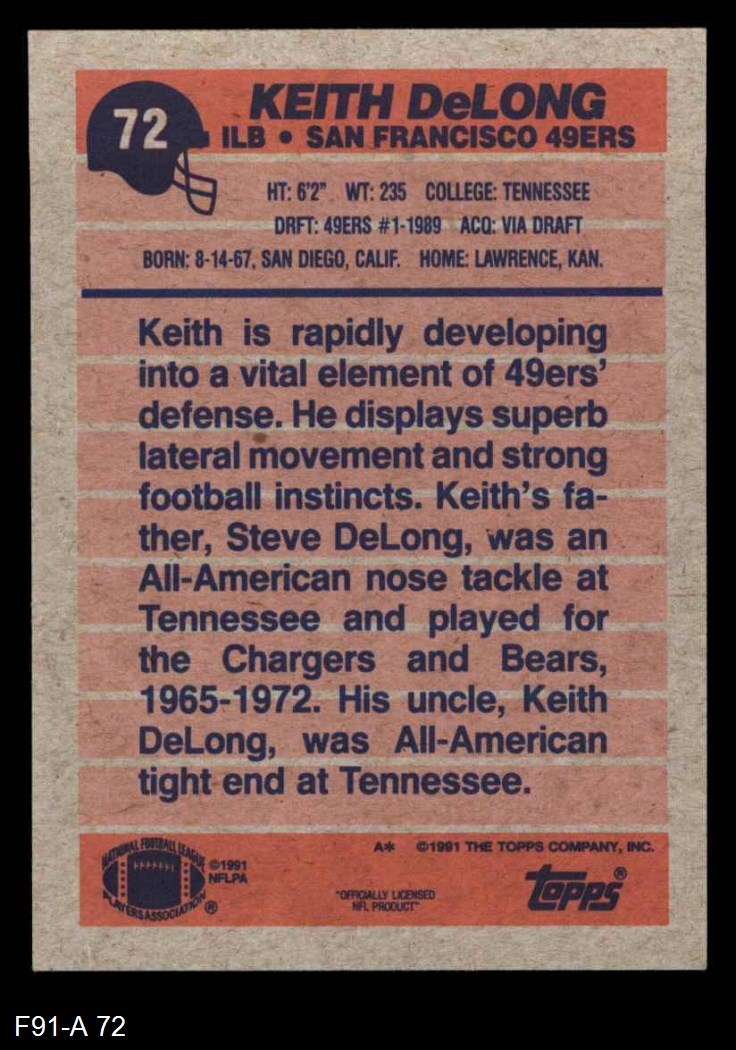 72
KEITH DeLONG
ILB • SAN FRANCISCO 49ERS
HT: 6'2" WT: 235 COLLEGE: TENNESSEE
DRFT: 49ERS #1-1989 ACQ: VIA DRAFT
BORN: 8-14-67, SAN DIEGO, CALIF. HOME: LAWRENCE, KAN.
Keith is rapidly developing
into a vital element of 49ers'
defense. He displays superb
lateral movement and strong
football instincts. Keith's fa-
ther, Steve DeLong, was an
All-American nose tackle at
Tennessee and played for
the Chargers and Bears,
1965-1972. His uncle, Keith
DeLong, was All-American
tight end at Tennessee.
NATIONAL FOOTBALL LEAGUE
PLAYERS ASSOCIATION ®
©1991
NFLPA
A* ©1991 THE TOPPS COMPANY, INC.
"OFFICIALLY LICENSED
NFL PRODUCT"
topps®
F91-A 72